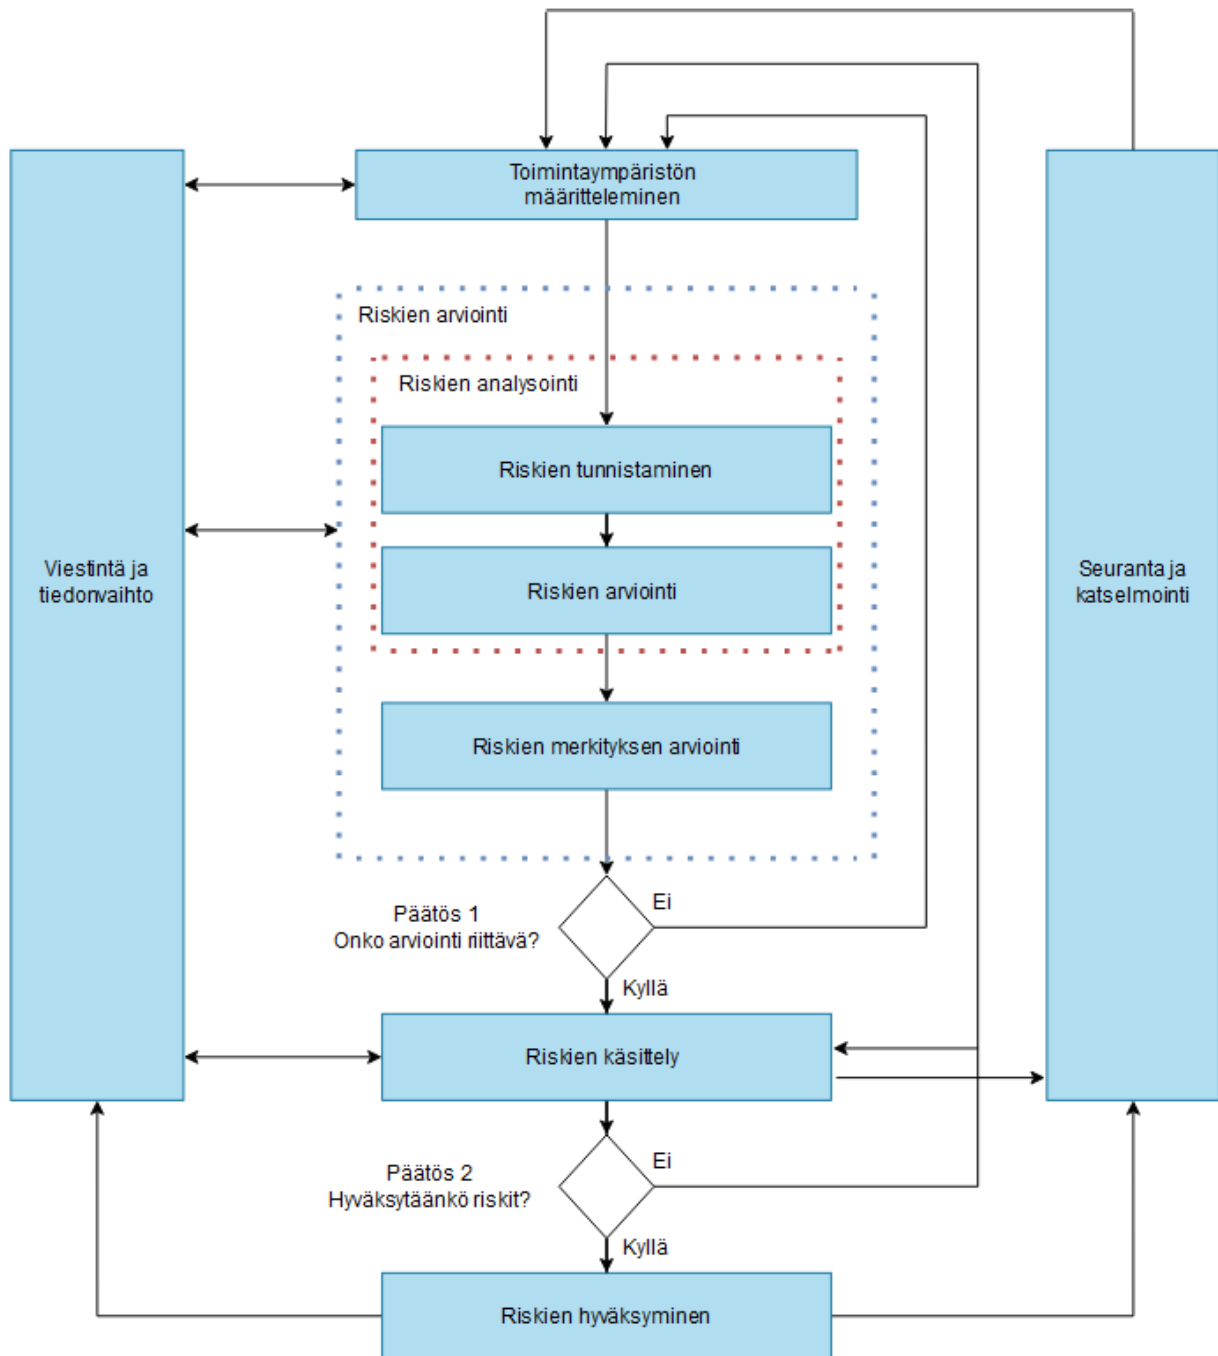 Toimintaympäristön
määritteleminen
Riskien arviointi
Riskien analysointi
Riskien tunnistaminen
Viestintä ja
tiedonvaihto
Riskien arviointi
Seuranta ja
katselmointi
Riskien merkityksen arviointi
Päätös 1
Onko arviointi riittävä?
Ei
Kyllä
Riskien käsittely
Päätös 2
Hyväksytäänkö riskit?
Ei
Kyllä
Riskien hyväksyminen